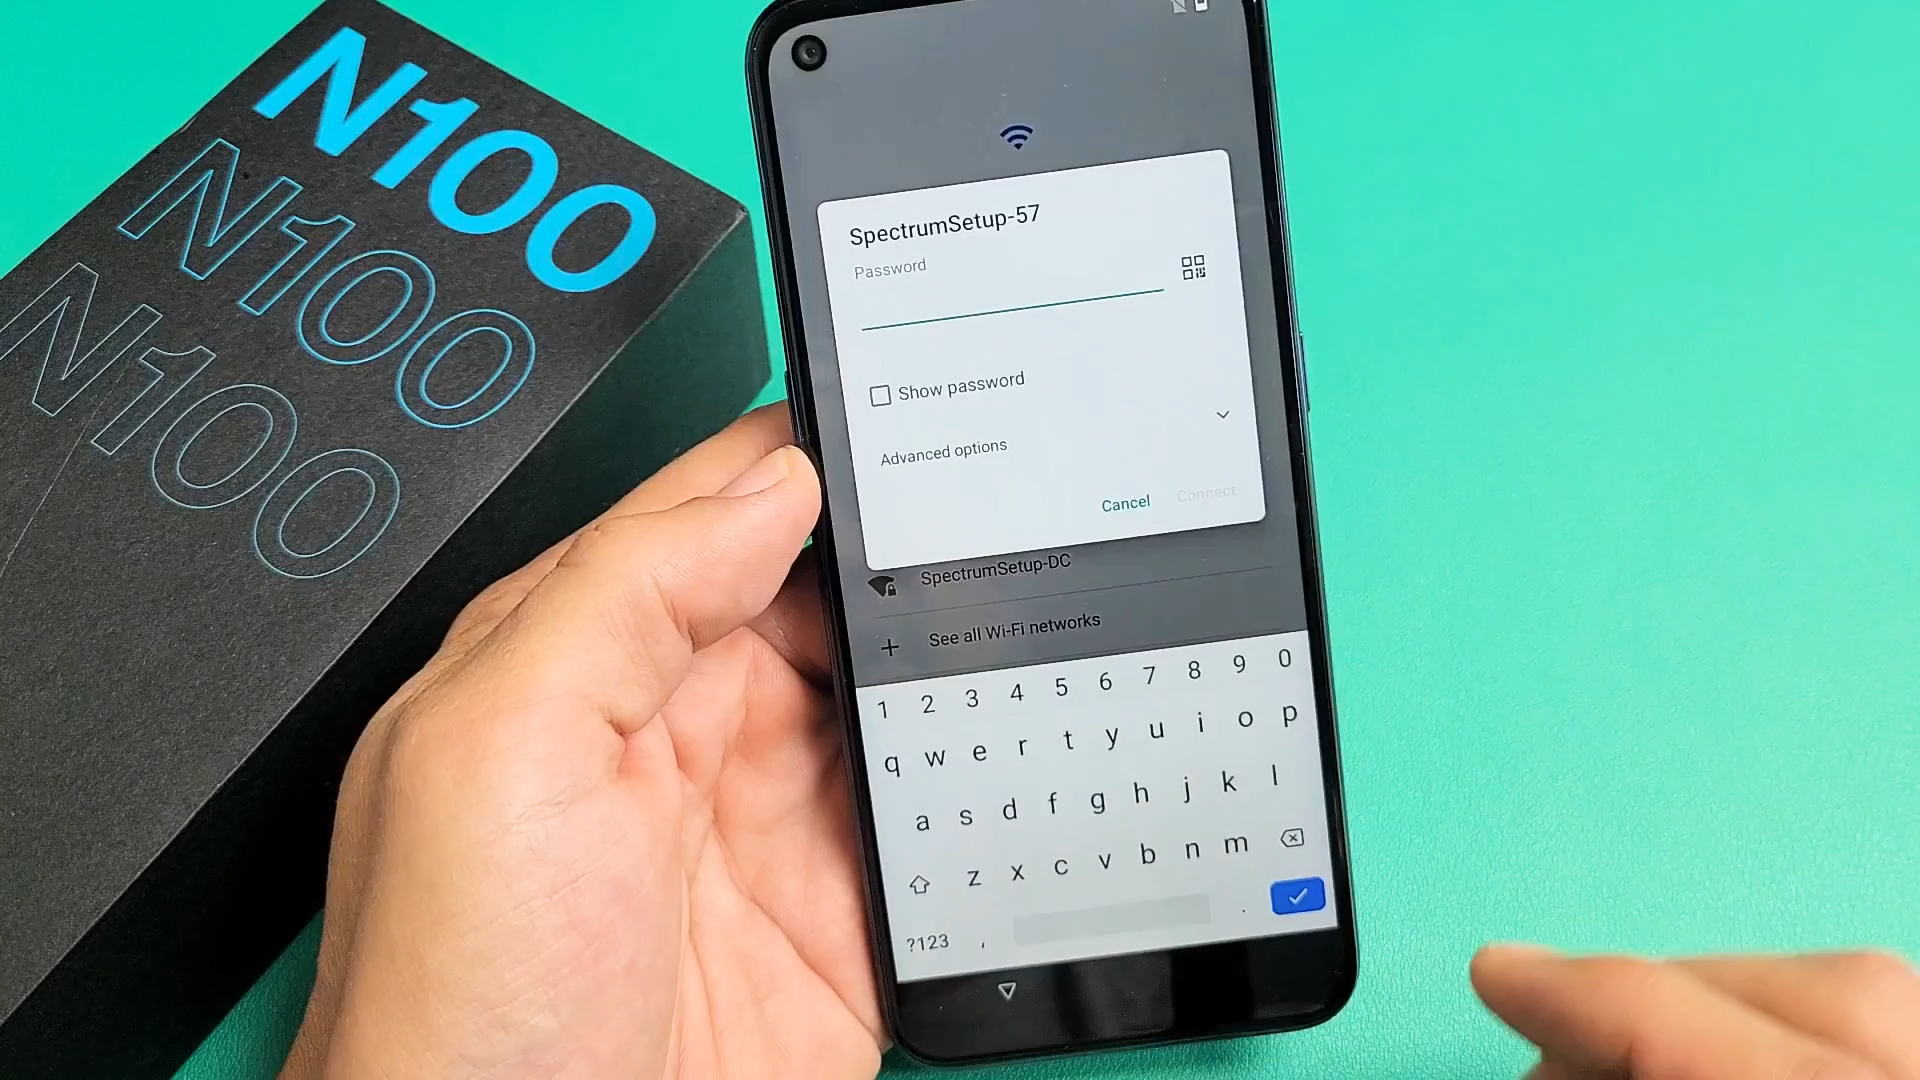 N100
N100
N100
SpectrumSetup-57
Password
Show password
Advanced options
Cancel Connect
SpectrumSetup-DC
See all Wi-Fi networks
1 2 3 4 5 6 7 8 9 0
q w e r t y u i o p
a s d f g h j k l
z x c v b n m
?123 , .